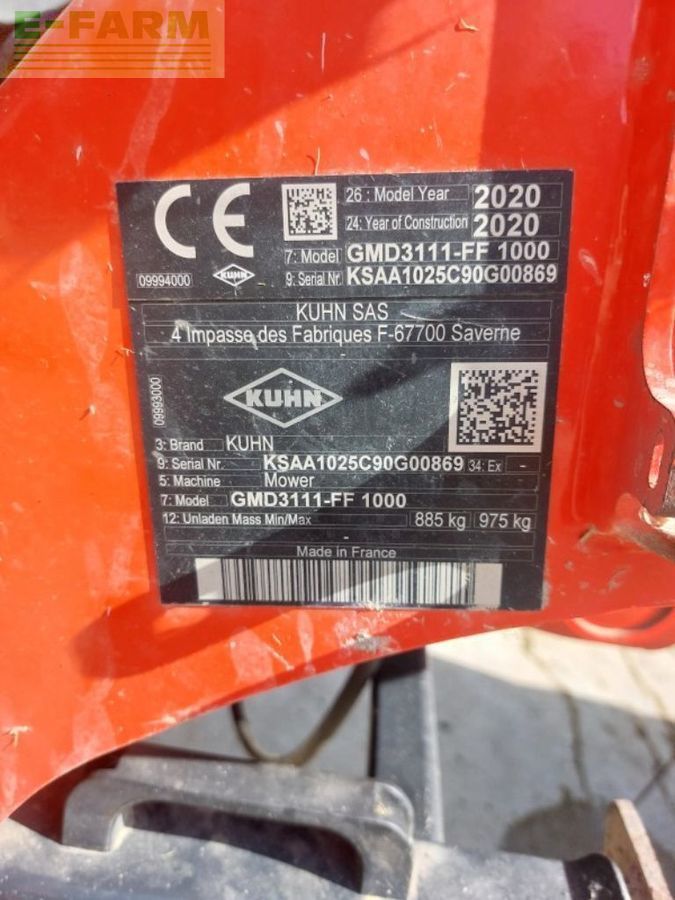 E-FARM
CE
26: Model Year 2020
24: Year of Construction 2020
7: Model GMD3111-FF 1000
09994000 KUHN 9: Serial Nr. KSAA1025C90G00869
KUHN SAS
4 Impasse des Fabriques F-67700 Saverne
09993000
KUHN
3: Brand KUHN
9: Serial Nr. KSAA1025C90G00869 34: Ex -
5: Machine Mower
7: Model GMD3111-FF 1000
12: Unladen Mass Min/Max 885 kg 975 kg
- -
Made in France